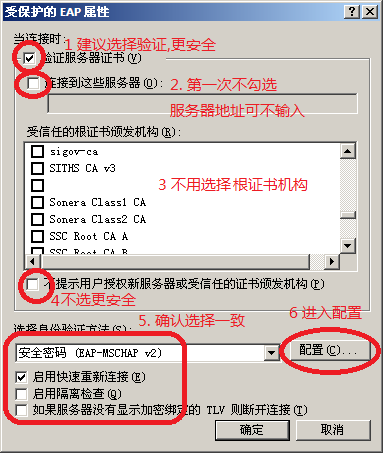 受保护的 EAP 属性
当连接时:
1 建议选择验证,更安全
验证服务器证书(V)
连接到这些服务器(O):
2. 第一次不勾选
服务器地址可不输入
受信任的根证书颁发机构(R):
sigov-ca
SITHS CA v3
3 不用选择根证书机构
Sonera Class1 CA
Sonera Class2 CA
SSC Root CA A
SSC Root CA B
不提示用户授权新服务器或受信任的证书颁发机构(P)
4不选更安全
5. 确认选择一致
6 进入配置
选择身份验证方法(S):
安全密码 (EAP-MSCHAP v2)
配置(C)...
启用快速重新连接(E)
启用隔离检查(Q)
如果服务器没有显示加密绑定的 TLV 则断开连接(T)
确定
取消